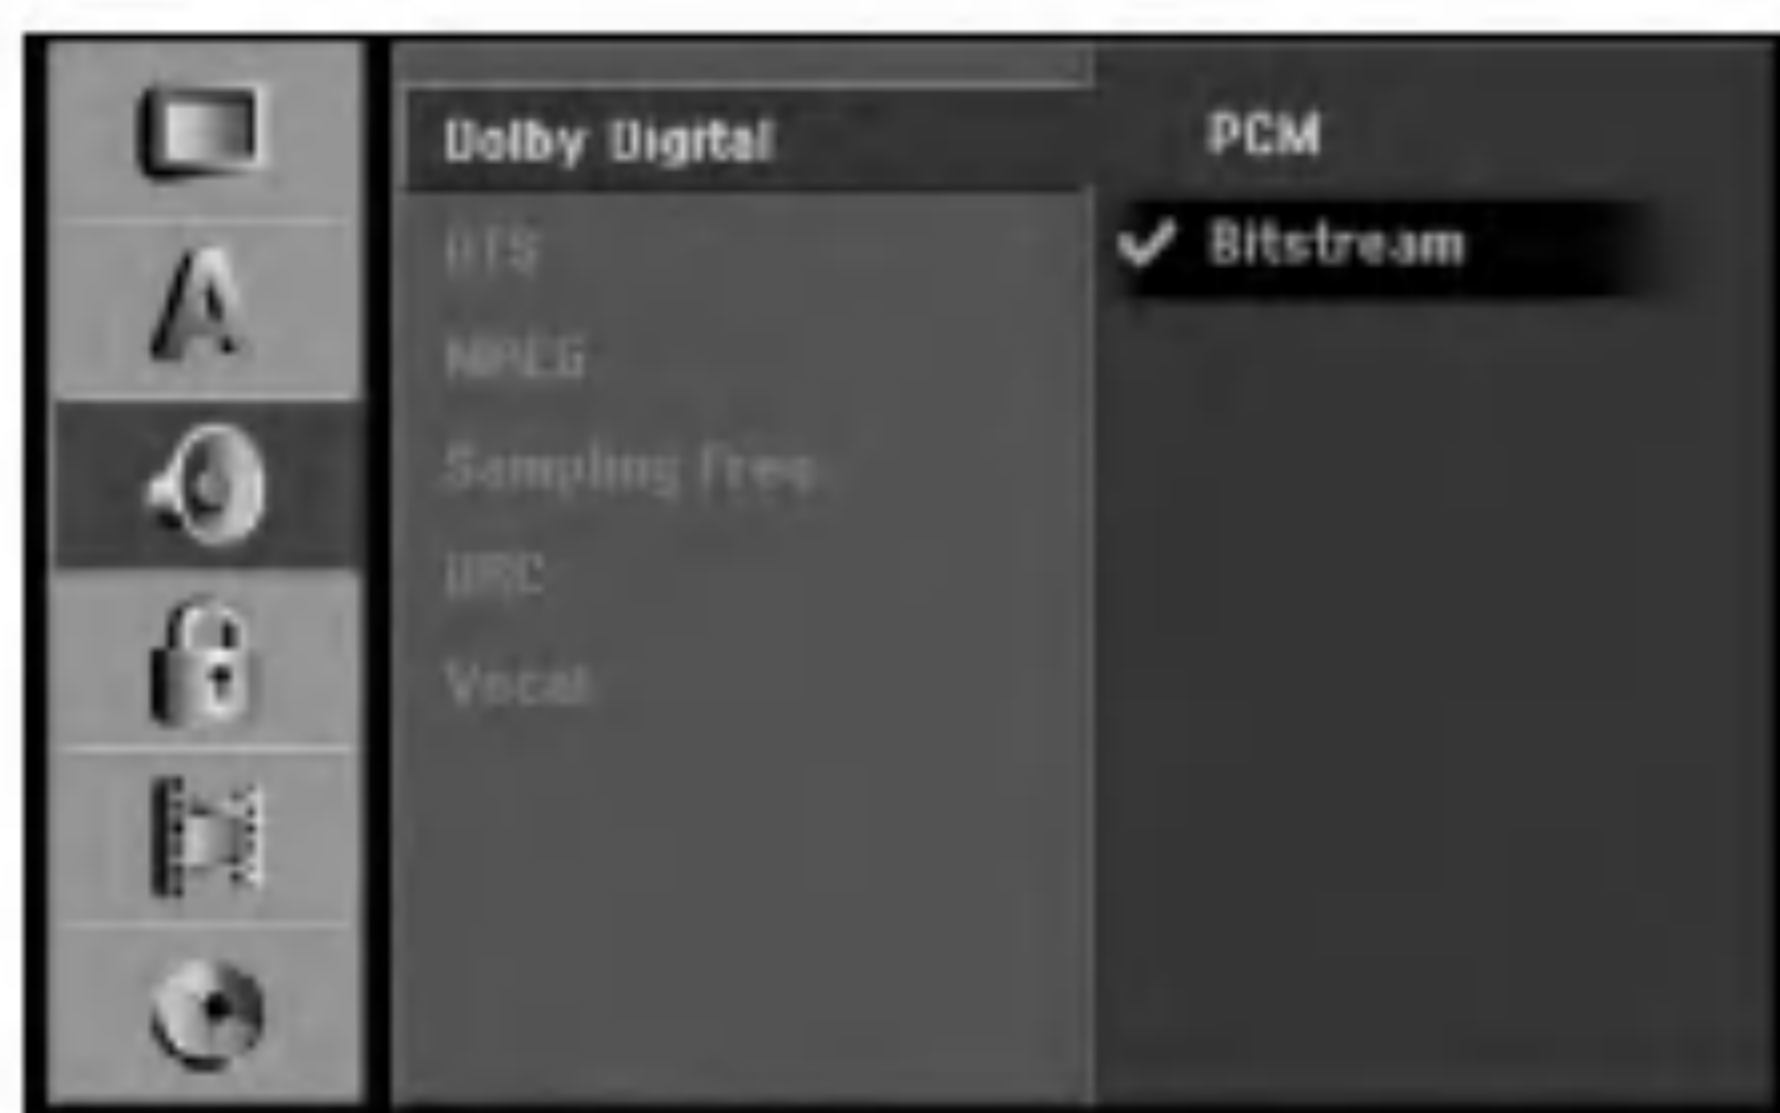 Dolby Digital
DTS
MPEG
Sampling Freq.
DRC
Vocal
PCM
Bitstream